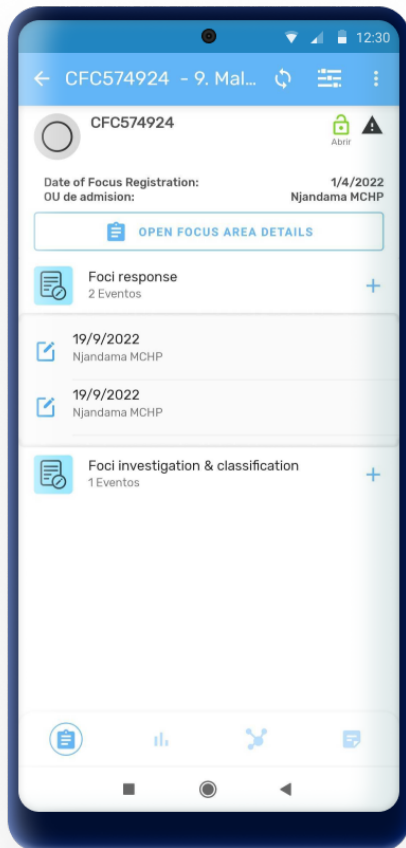 12:30
CFC574924 - 9. Mal...
CFC574924
Abrir
Date of Focus Registration: 1/4/2022
OU de admision: Njandama MCHP
OPEN FOCUS AREA DETAILS
Foci response
2 Eventos
19/9/2022
Njandama MCHP
19/9/2022
Njandama MCHP
Foci investigation & classification
1 Eventos